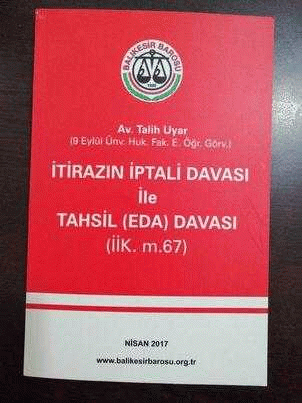 BALIKESİR BAROSU
Av. Talih Uyar
(9 Eylül Ünv. Huk. Fak. E. Öğr. Görv.)
İTİRAZIN İPTALİ DAVASI
İle
TAHSİL (EDA) DAVASI
(İİK. m.67)
NİSAN 2017
www.balikesirbarosu.org.tr